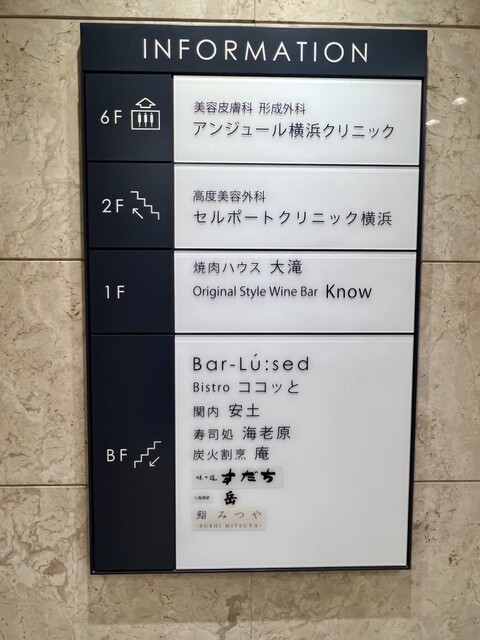 INFORMATION
6F
美容皮膚科 形成外科
アンジュール横浜クリニック
2F
高度美容外科
セルポートクリニック横浜
1F
焼肉ハウス 大滝
Original Style Wine Bar Know
BF
Bar-Lú:sed
Bistro ココッと
関内 安土
寿司処 海老原
炭火割烹 庵
すだち
岳
鮨 みつや
-SUSHI MITSUYA-